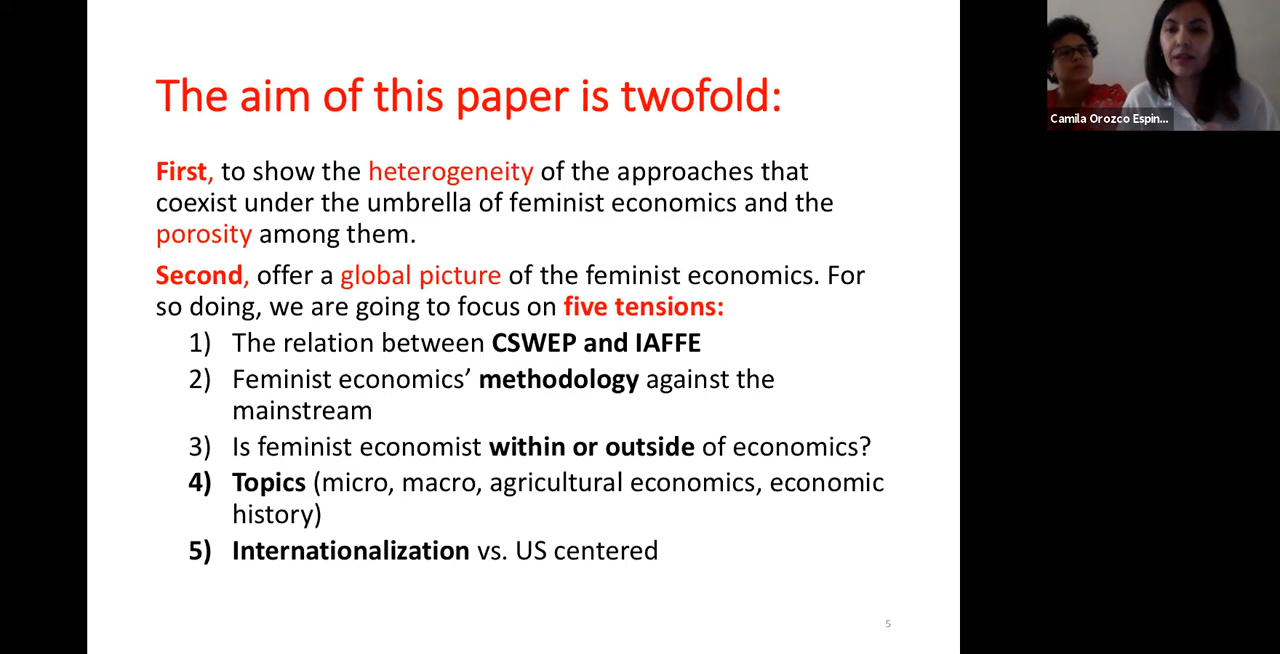 The aim of this paper is twofold:
First, to show the heterogeneity of the approaches that
coexist under the umbrella of feminist economics and the
porosity among them.
Second, offer a global picture of the feminist economics. For
so doing, we are going to focus on five tensions:
1) The relation between CSWEP and IAFFE
2) Feminist economics’ methodology against the
mainstream
3) Is feminist economist within or outside of economics?
4) Topics (micro, macro, agricultural economics, economic
history)
5) Internationalization vs. US centered
5
Camila Orozco Espin...